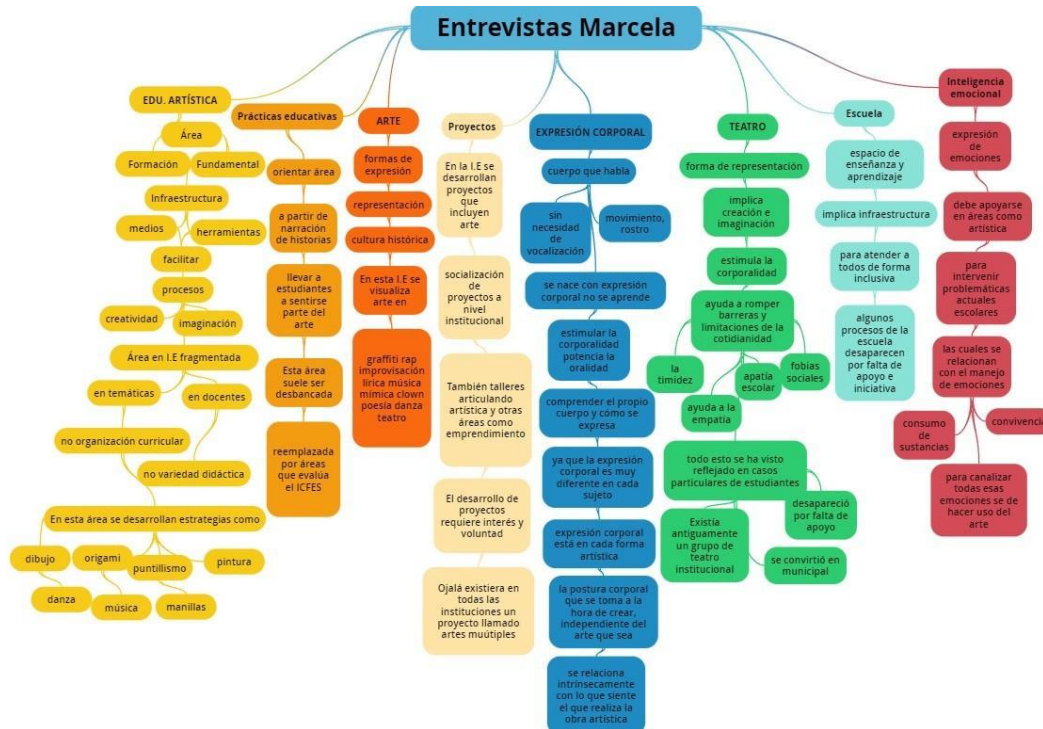 Entrevistas Marcela
EDU. ARTÍSTICA
Área
Formación
Fundamental
Infraestructura
medios
herramientas
facilitar
procesos
creatividad
imaginación
Área en I.E fragmentada
en temáticas
en docentes
no organización curricular
no variedad didáctica
En esta área se desarrollan estrategias como
dibujo
origami
puntillismo
pintura
danza
música
manillas
Prácticas educativas
orientar área
a partir de
narración
de historias
llevar a
estudiantes
a sentirse
parte del
arte
Esta área
suele ser
desbancada
reemplazada
por áreas
que evalúa
el ICFES
ARTE
formas de
expresión
representación
cultura histórica
En esta I.E se
visualiza
arte en
graffiti rap
improvisación
lírica música
mímica clown
poesía danza
teatro
Proyectos
En la I.E se
desarrollan
proyectos
que
incluyen
arte
socialización
de
proyectos a
nivel
institucional
También talleres
articulando
artística y otras
áreas como
emprendimiento
El desarrollo de
proyectos
requiere interés y
voluntad
Ojalá existiera en
todas las
instituciones un
proyecto llamado
artes muútiples
EXPRESIÓN CORPORAL
cuerpo que habla
sin
necesidad
de
vocalización
movimiento,
rostro
se nace con expresión
corporal no se aprende
estimular la
corporalidad
potencia la
oralidad
comprender el propio
cuerpo y cómo se
expresa
ya que la expresión
corporal es muy
diferente en cada
sujeto
expresión corporal
está en cada forma
artística
la postura corporal
que se toma a la
hora de crear,
independiente del
arte que sea
se relaciona
intrínsecamente
con lo que siente
el que realiza la
obra artística
TEATRO
forma de representación
implica
creación e
imaginación
estimula la
corporalidad
ayuda a romper
barreras y
limitaciones de la
cotidianidad
la
timidez
ayuda a la
empatía
apatía
escolar
fobias
sociales
todo esto se ha visto
reflejado en casos
particulares de estudiantes
Existía
antiguamente
un grupo de
teatro
institucional
se convirtió en
municipal
desapareció
por falta de
apoyo
Escuela
espacio de
enseñanza y
aprendizaje
implica infraestructura
para atender a
todos de forma
inclusiva
algunos
procesos de la
escuela
desaparecen
por falta de
apoyo e
iniciativa
Inteligencia
emocional
expresión
de
emociones
debe apoyarse
en áreas como
artística
para
intervenir
problemáticas
actuales
escolares
las cuales se
relacionan
con el manejo
de emociones
consumo
de
sustancias
convivencia
para canalizar
todas esas
emociones se de
hacer uso del
arte